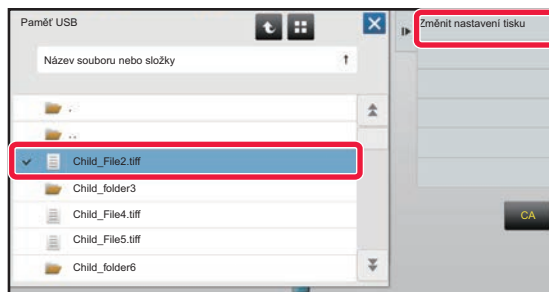 Paměť USB
Změnit nastavení tisku
Název souboru nebo složky
.
..
Child_File2.tiff
Child_folder3
Child_File4.tiff
Child_File5.tiff
Child_folder6
CA